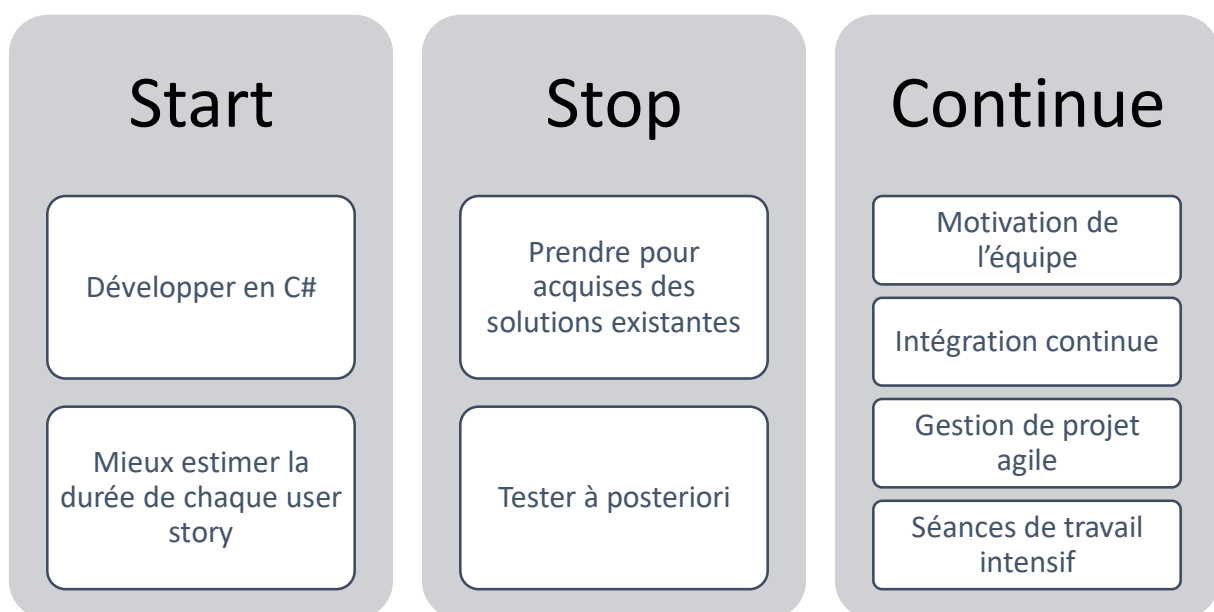 Start
Développer en C#
Mieux estimer la
durée de chaque user
story
Stop
Prendre pour
acquises des
solutions existantes
Tester à posteriori
Continue
Motivation de
l’équipe
Intégration continue
Gestion de projet
agile
Séances de travail
intensif